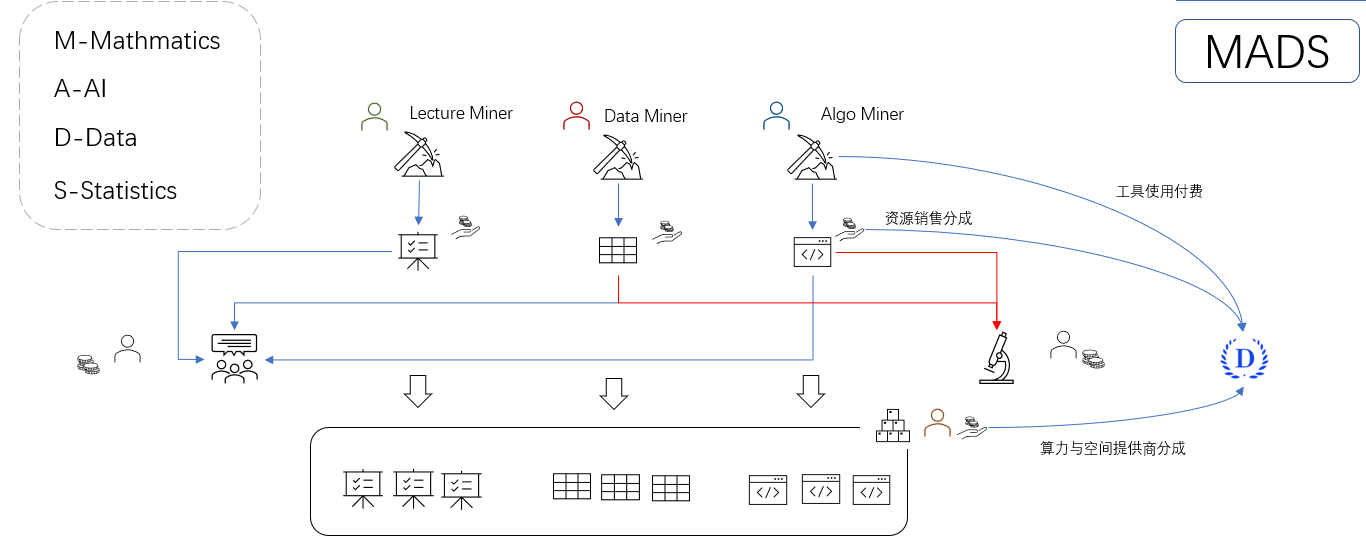 M-Mathmatics
A-AI
D-Data
S-Statistics
MADS
Lecture Miner
Data Miner
Algo Miner
工具使用付费
资源销售分成
D
算力与空间提供商分成